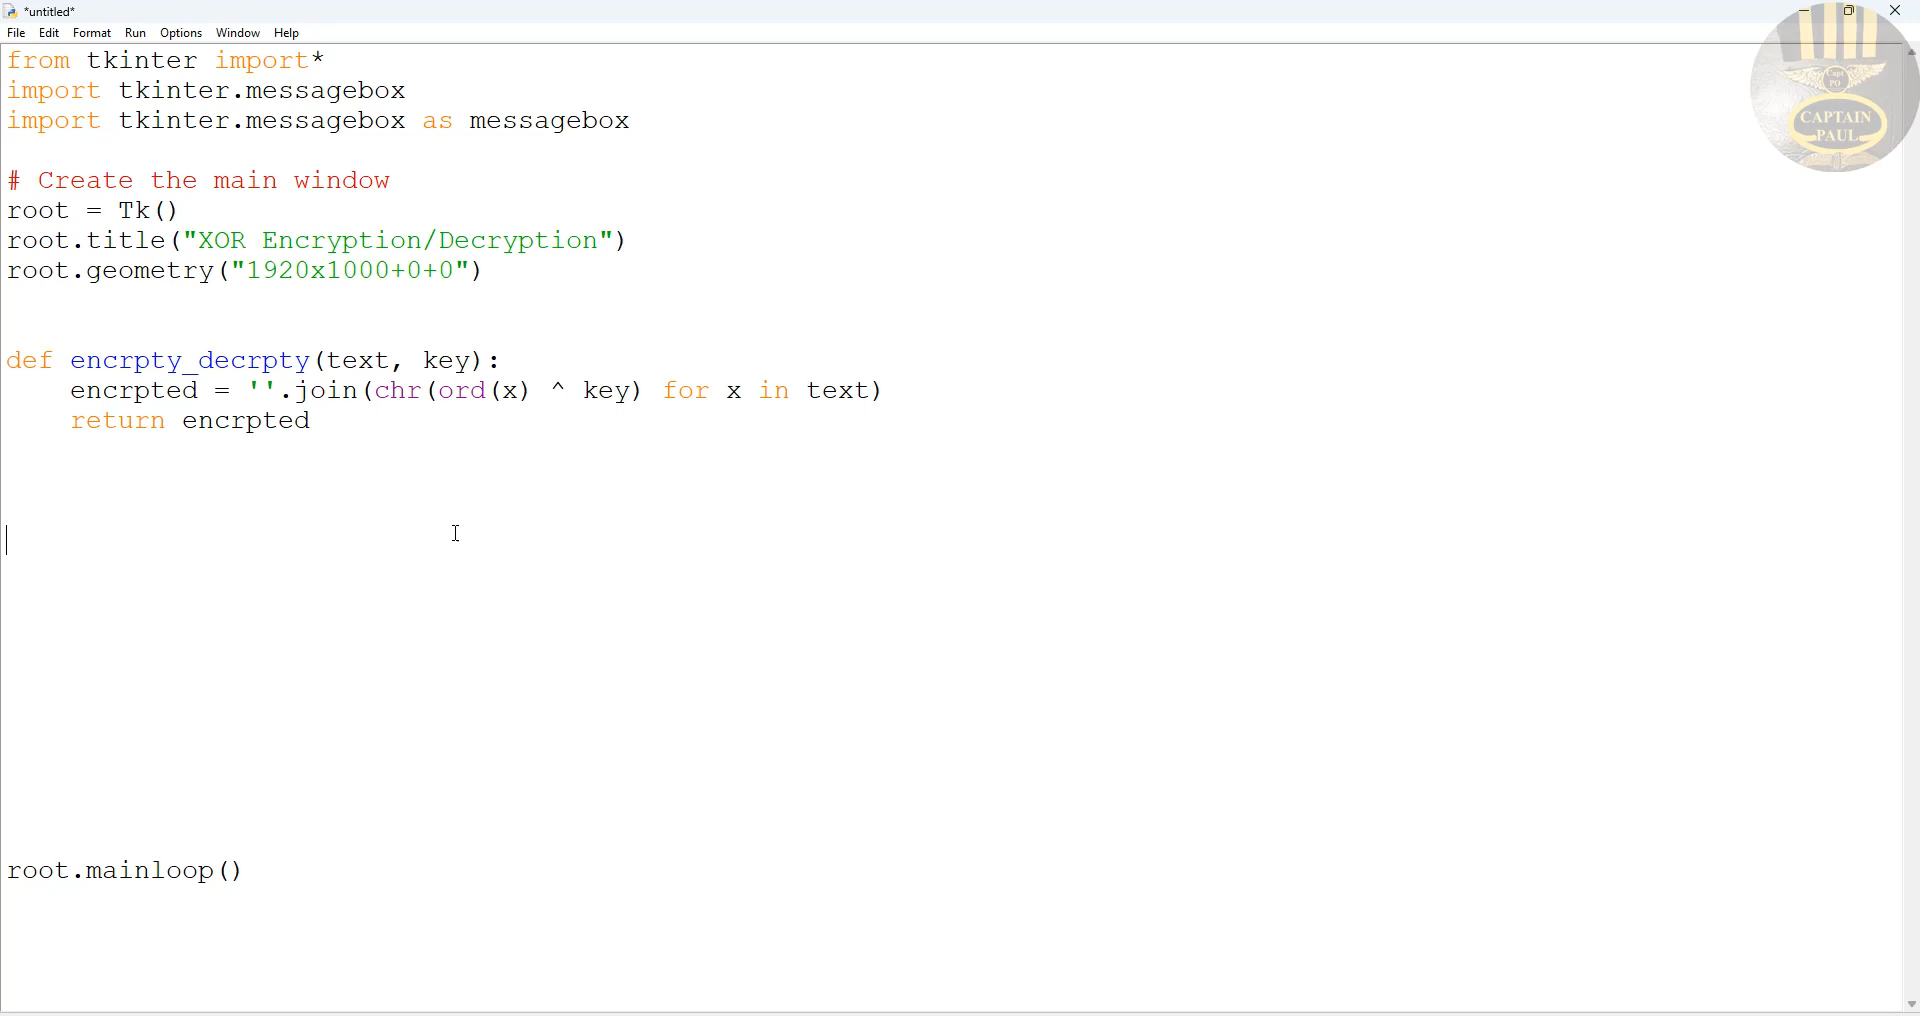 *untitled*
File Edit Format Run Options Window Help
from tkinter import*
import tkinter.messagebox
import tkinter.messagebox as messagebox
# Create the main window
root = Tk()
root.title("XOR Encryption/Decryption")
root.geometry("1920x1000+0+0")
def encrpty_decrpty(text, key):
    encrpted = ''.join(chr(ord(x) ^ key) for x in text)
    return encrpted
root.mainloop()
Capt
PO
CAPTAIN
PAUL